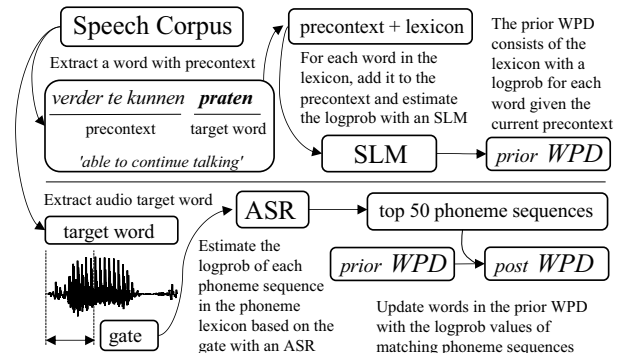 Speech Corpus
Extract a word with precontext
verder te kunnen praten
precontext target word
'able to continue talking'
precontext + lexicon
For each word in the
lexicon, add it to the
precontext and estimate
the logprob with an SLM
The prior WPD
consists of the
lexicon with a
logprob for each
word given the
current precontext
SLM
prior WPD
Extract audio target word
target word
gate
ASR
Estimate the
logprob of each
phoneme sequence
in the phoneme
lexicon based on the
gate with an ASR
top 50 phoneme sequences
prior WPD
post WPD
Update words in the prior WPD
with the logprob values of
matching phoneme sequences